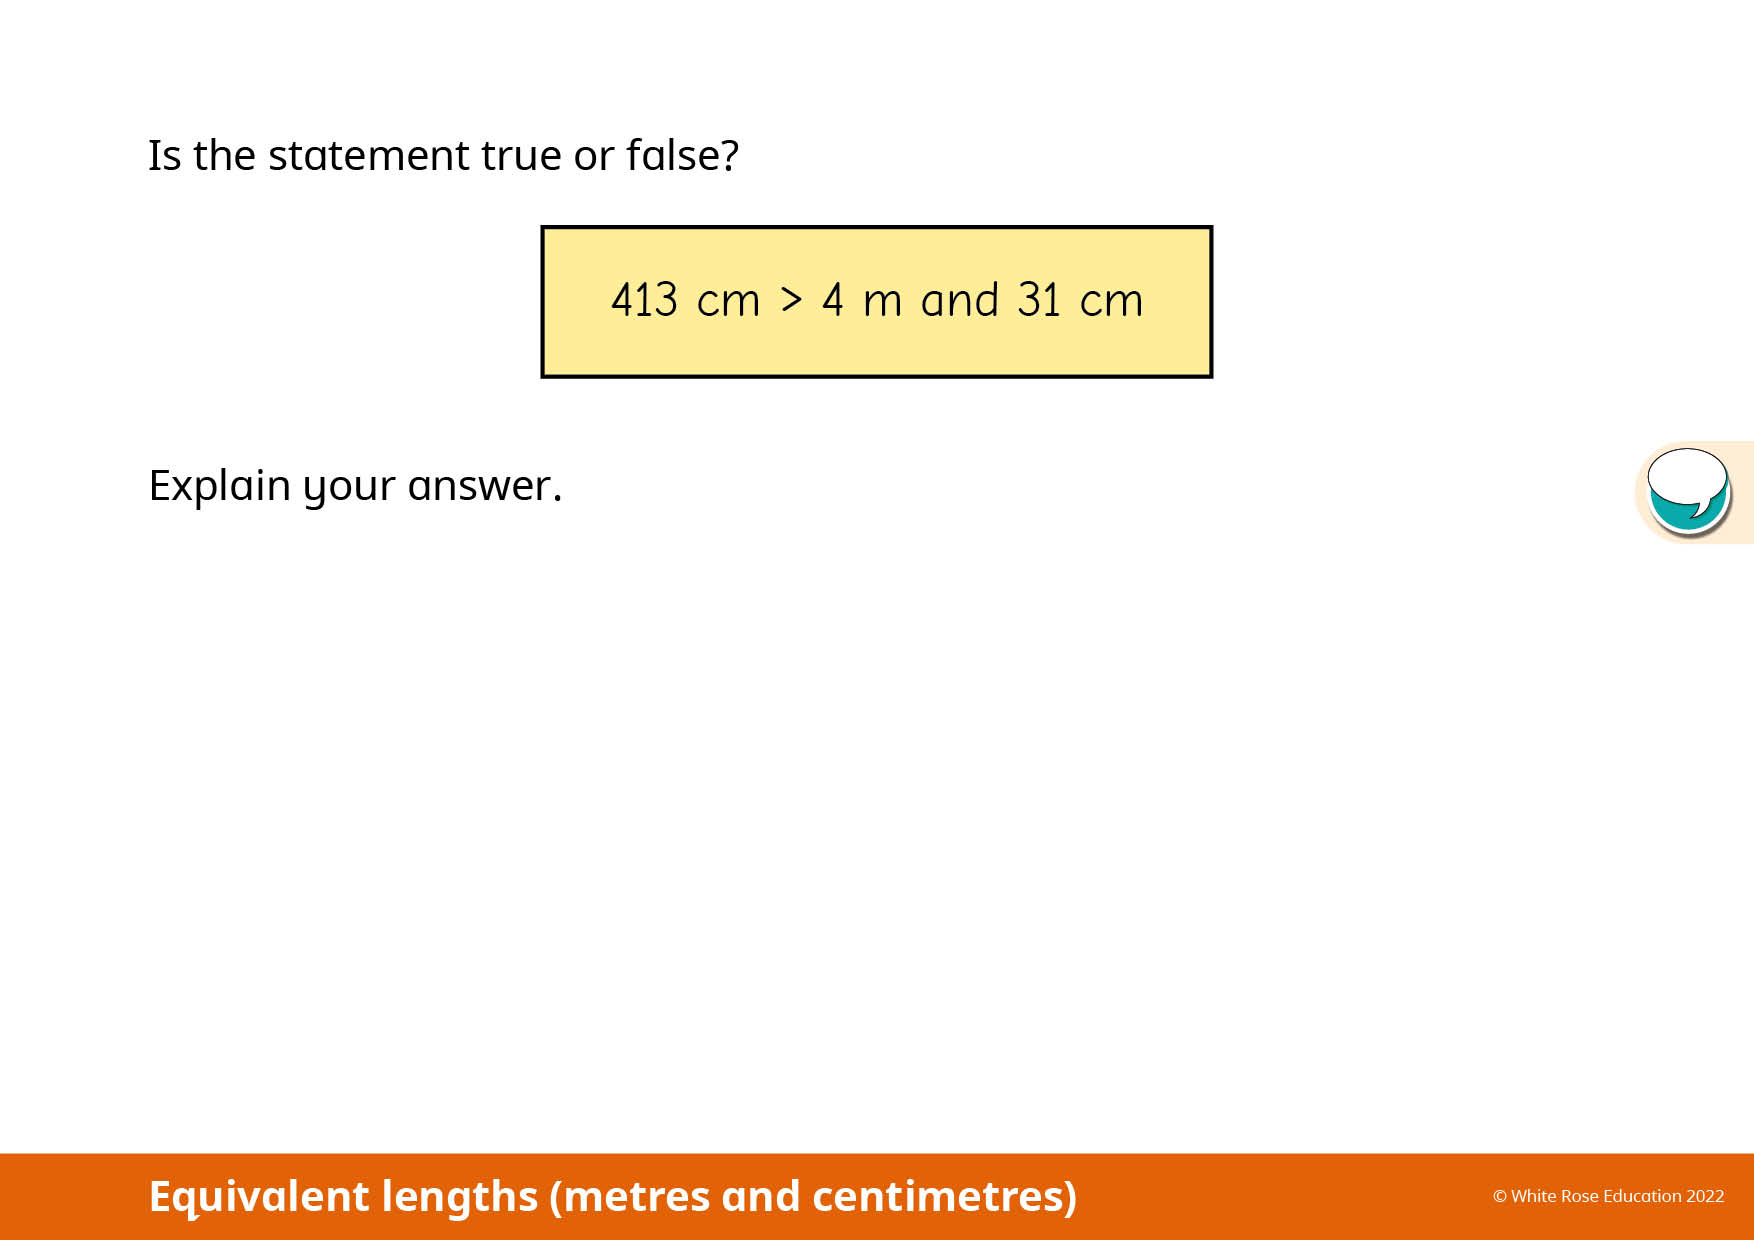 Is the statement true or false?
413 cm > 4 m and 31 cm
Explain your answer.
Equivalent lengths (metres and centimetres)
© White Rose Education 2022